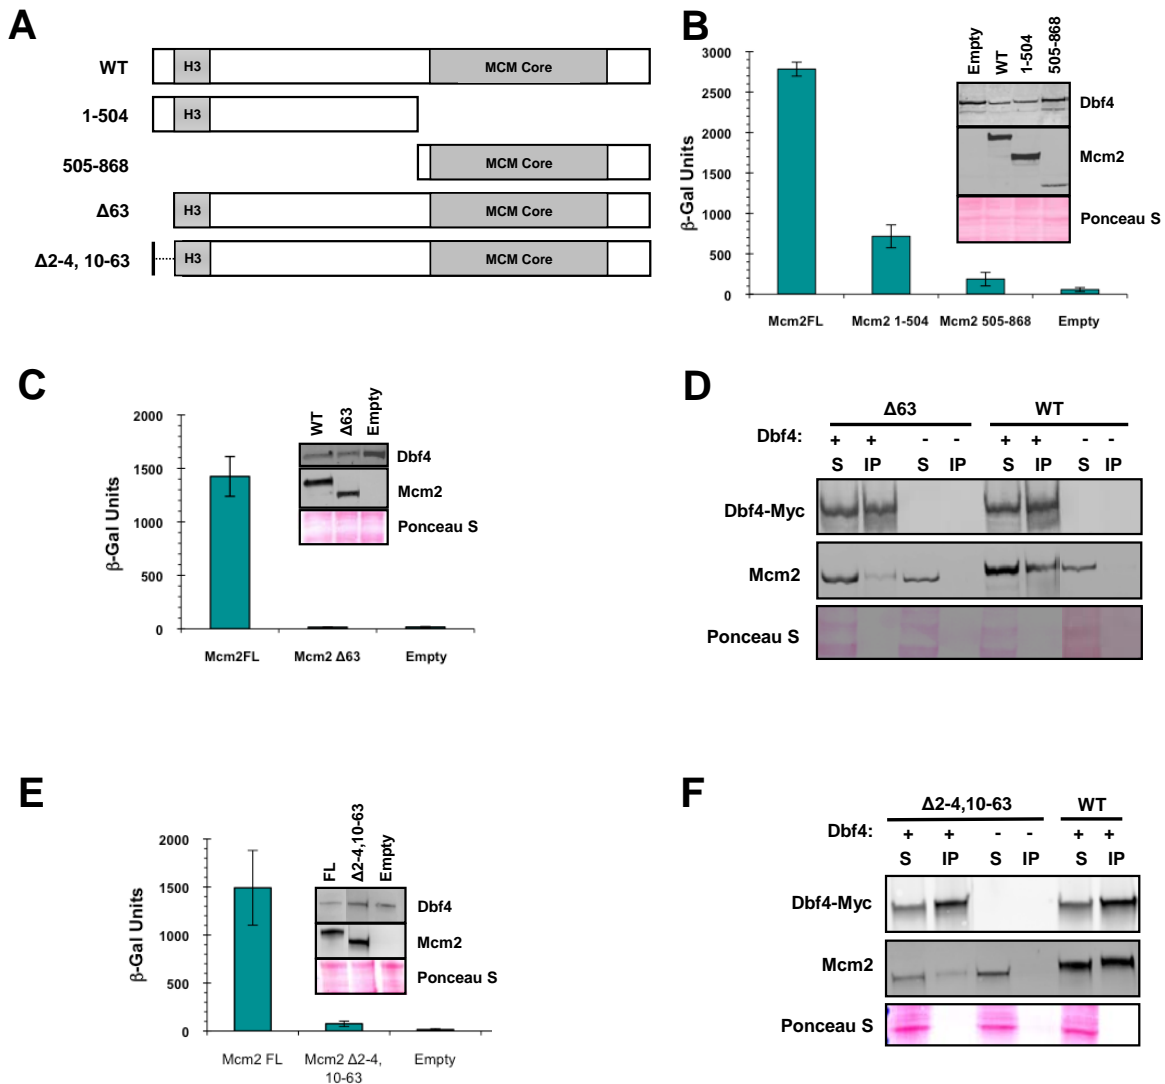 A
WT
H3
MCM Core
1-504
H3
505-868
MCM Core
Δ63
H3
MCM Core
Δ2-4, 10-63
H3
MCM Core
B
β-Gal Units
3000
2500
2000
1500
1000
500
0
Mcm2FL
Mcm2 1-504
Mcm2 505-868
Empty
Empty
WT
1-504
505-868
Dbf4
Mcm2
Ponceau S
C
β-Gal Units
2000
1500
1000
500
0
Mcm2FL
Mcm2 Δ63
Empty
WT
Δ63
Empty
Dbf4
Mcm2
Ponceau S
D
Δ63 WT
Dbf4: + + - - + + - -
S IP S IP S IP S IP
Dbf4-Myc
Mcm2
Ponceau S
E
β-Gal Units
2000
1500
1000
500
0
Mcm2 FL
Mcm2 Δ2-4,
10-63
Empty
FL
Δ2-4,10-63
Empty
Dbf4
Mcm2
Ponceau S
F
Δ2-4,10-63 WT
Dbf4: + + - - + +
S IP S IP S IP
Dbf4-Myc
Mcm2
Ponceau S